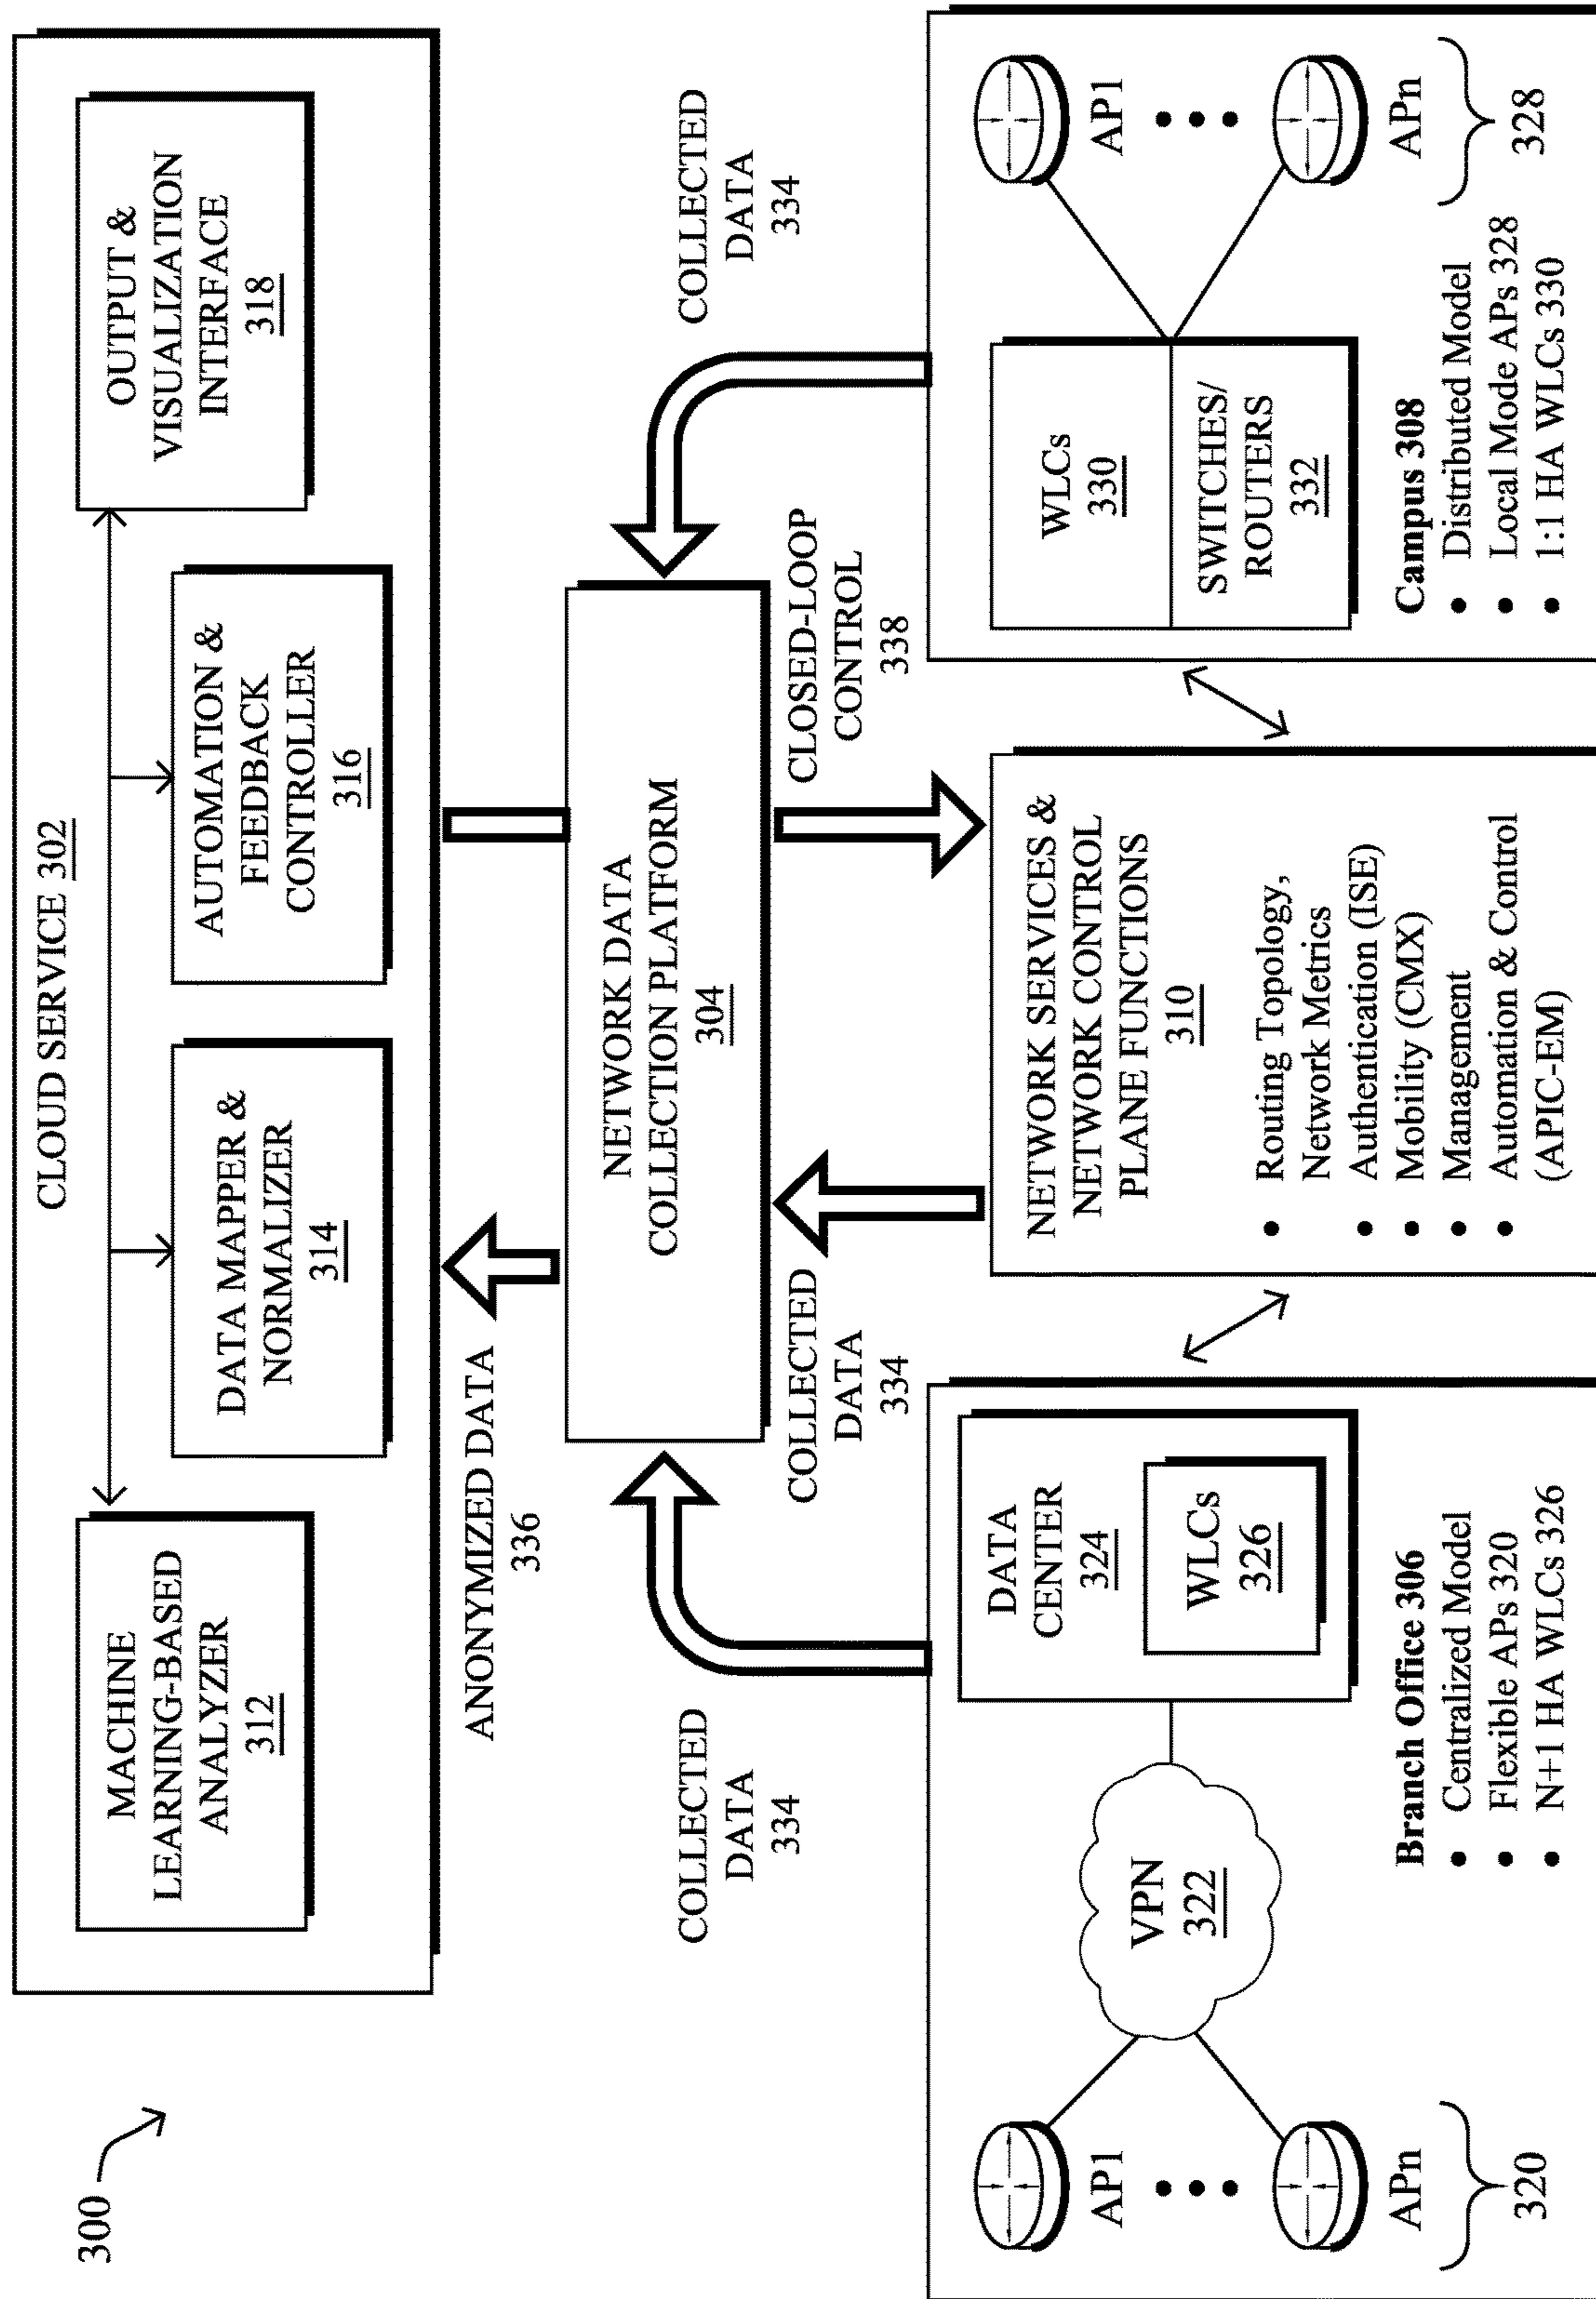 300
CLOUD SERVICE 302
MACHINE
LEARNING-BASED
ANALYZER
312
DATA MAPPER &
NORMALIZER
314
AUTOMATION &
FEEDBACK
CONTROLLER
316
OUTPUT &
VISUALIZATION
INTERFACE
318
ANONYMIZED DATA
336
COLLECTED
DATA
334
NETWORK DATA
COLLECTION PLATFORM
304
COLLECTED
DATA
334
COLLECTED
DATA
334
CLOSED-LOOP
CONTROL
338
AP1
APn
320
VPN
322
DATA
CENTER
324
WLCs
326
Branch Office 306
• Centralized Model
• Flexible APs 320
• N+1 HA WLCs 326
NETWORK SERVICES &
NETWORK CONTROL
PLANE FUNCTIONS
310
• Routing Topology,
Network Metrics
• Authentication (ISE)
• Mobility (CMX)
• Management
• Automation & Control
(APIC-EM)
WLCs
330
SWITCHES/
ROUTERS
332
AP1
APn
328
Campus 308
• Distributed Model
• Local Mode APs 328
• 1:1 HA WLCs 330